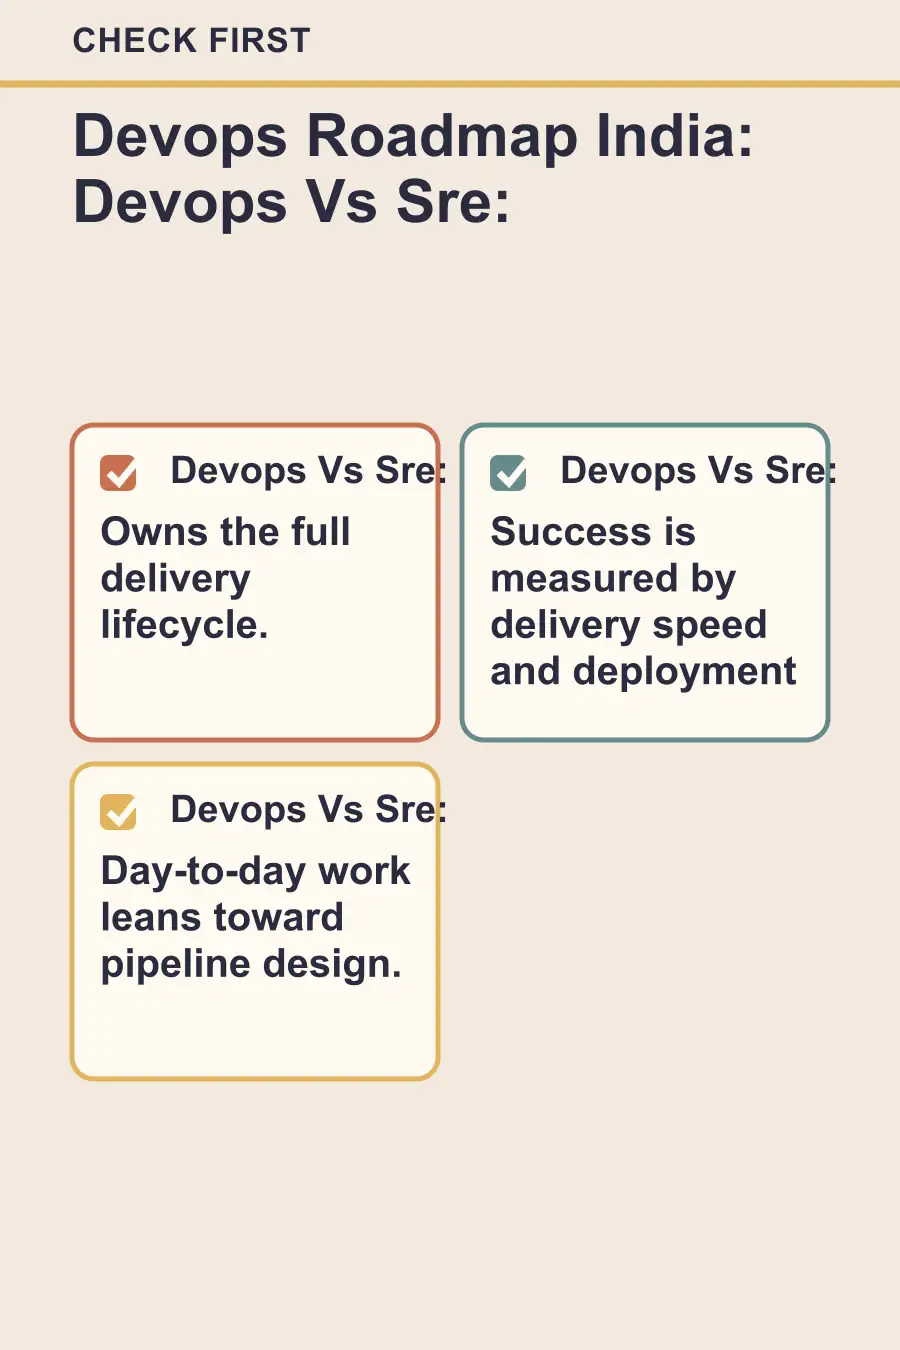 CHECK FIRST
Devops Roadmap India:
Devops Vs Sre:
Devops Vs Sre:
Owns the full
delivery
lifecycle.
Devops Vs Sre:
Success is
measured by
delivery speed
and deployment
Devops Vs Sre:
Day-to-day work
leans toward
pipeline design.